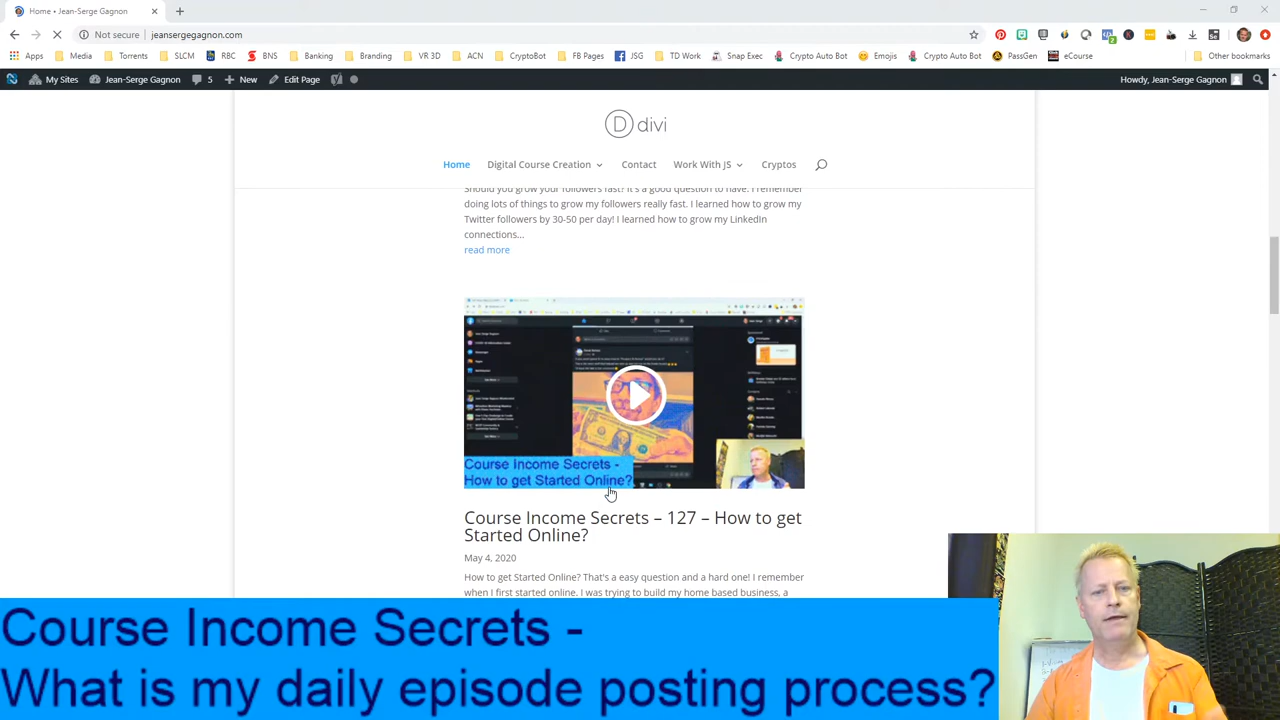 Home • Jean-Serge Gagnon
Not secure
jeansergegagnon.com
Apps
Media
Torrents
SLCM
RBC
BNS
Banking
Branding
VR 3D
ACN
CryptoBot
FB Pages
JSG
TD Work
Snap Exec
Crypto Auto Bot
Emojis
Crypto Auto Bot
PassGen
eCourse
Other bookmarks
My Sites
Jean-Serge Gagnon
5
New
Edit Page
Howdy, Jean-Serge Gagnon
D divi
Home
Digital Course Creation
Contact
Work With JS
Cryptos
Should you grow your followers fast? It's a good question to have. I remember
doing lots of things to grow my followers really fast. I learned how to grow my
Twitter followers by 30-50 per day! I learned how to grow my LinkedIn
connections...
read more
Course Income Secrets -
How to get Started Online?
Course Income Secrets – 127 – How to get
Started Online?
May 4, 2020
How to get Started Online? That's a easy question and a hard one! I remember
when I first started online. I was trying to build my home based business, a
Course Income Secrets -
What is my daily episode posting process?